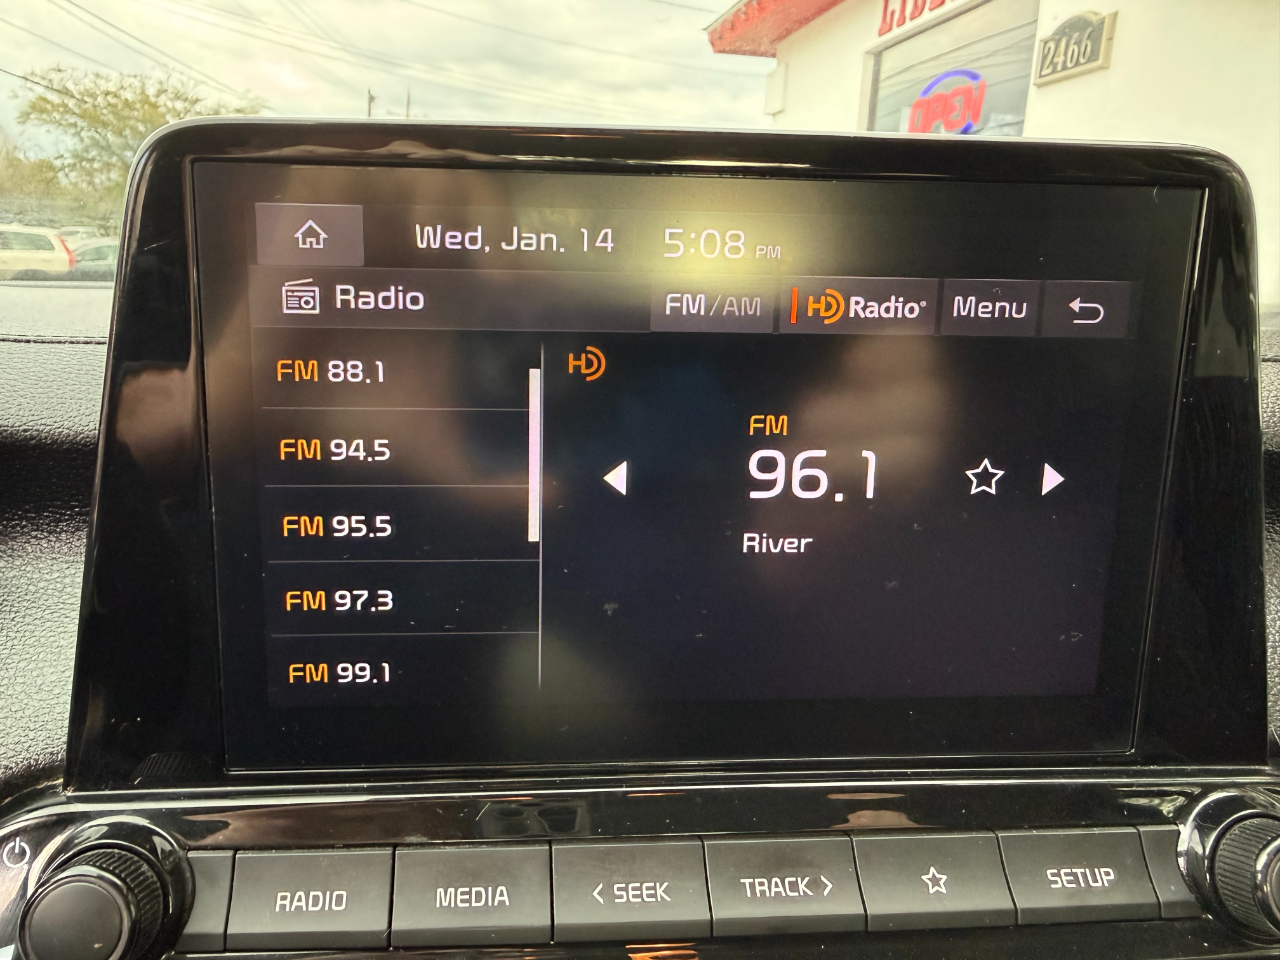 2466
OPEN
Wed, Jan. 14 5:08 PM
Radio FM/AM HD Radio® Menu
FM 88.1
FM 94.5
FM 95.5
FM 97.3
FM 99.1
HD
FM
96.1
River
RADIO MEDIA < SEEK TRACK > SETUP